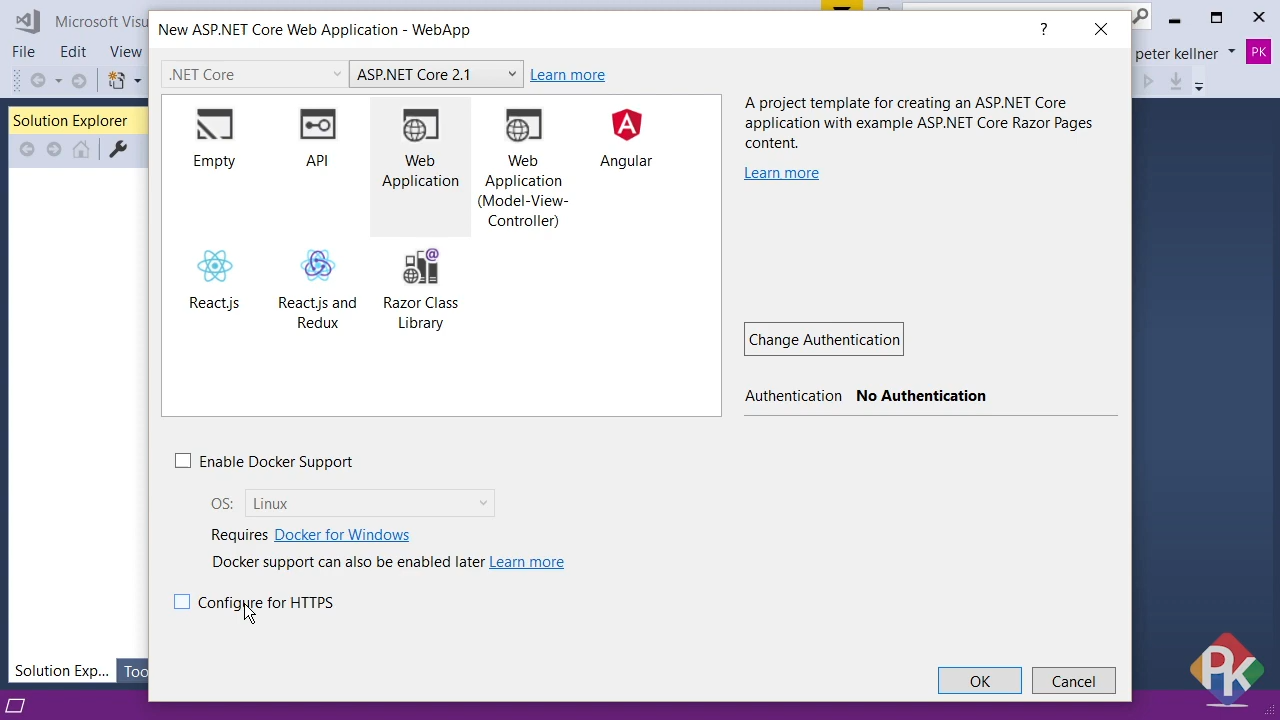 Microsoft Visu
New ASP.NET Core Web Application - WebApp
?
File Edit View
peter kellner
PK
.NET Core
ASP.NET Core 2.1
Learn more
Solution Explorer
Empty
API
Web
Application
Web
Application
(Model-View-
Controller)
Angular
React.js
React.js and
Redux
Razor Class
Library
A project template for creating an ASP.NET Core
application with example ASP.NET Core Razor Pages
content.
Learn more
Change Authentication
Authentication No Authentication
Enable Docker Support
OS: Linux
Requires Docker for Windows
Docker support can also be enabled later Learn more
Configure for HTTPS
Solution Exp...
Too
OK
Cancel
PK